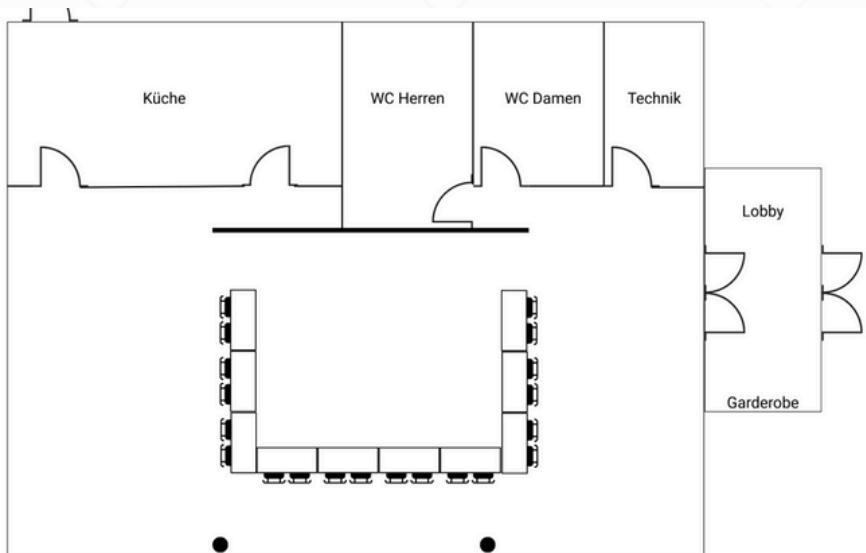 Küche
WC Herren
WC Damen
Technik
Lobby
Garderobe